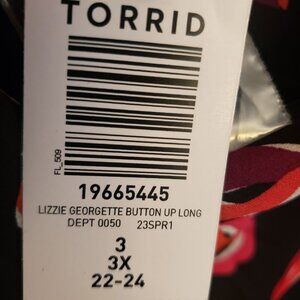 TORRID
FL_509
19665445
LIZZIE GEORGETTE BUTTON UP LONG
DEPT 0050 23SPR1
3
3X
22-24